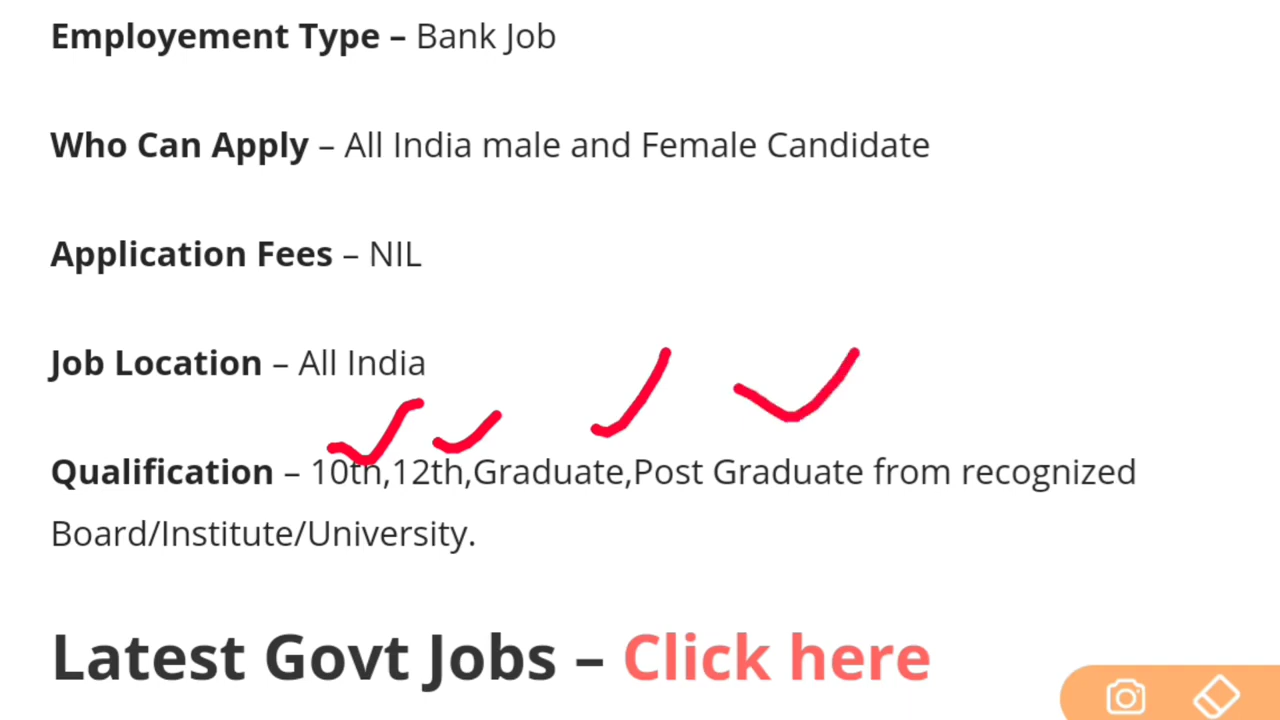 Employement Type – Bank Job
Who Can Apply – All India male and Female Candidate
Application Fees – NIL
Job Location – All India
Qualification – 10th,12th,Graduate,Post Graduate from recognized
Board/Institute/University.
Latest Govt Jobs – Click here